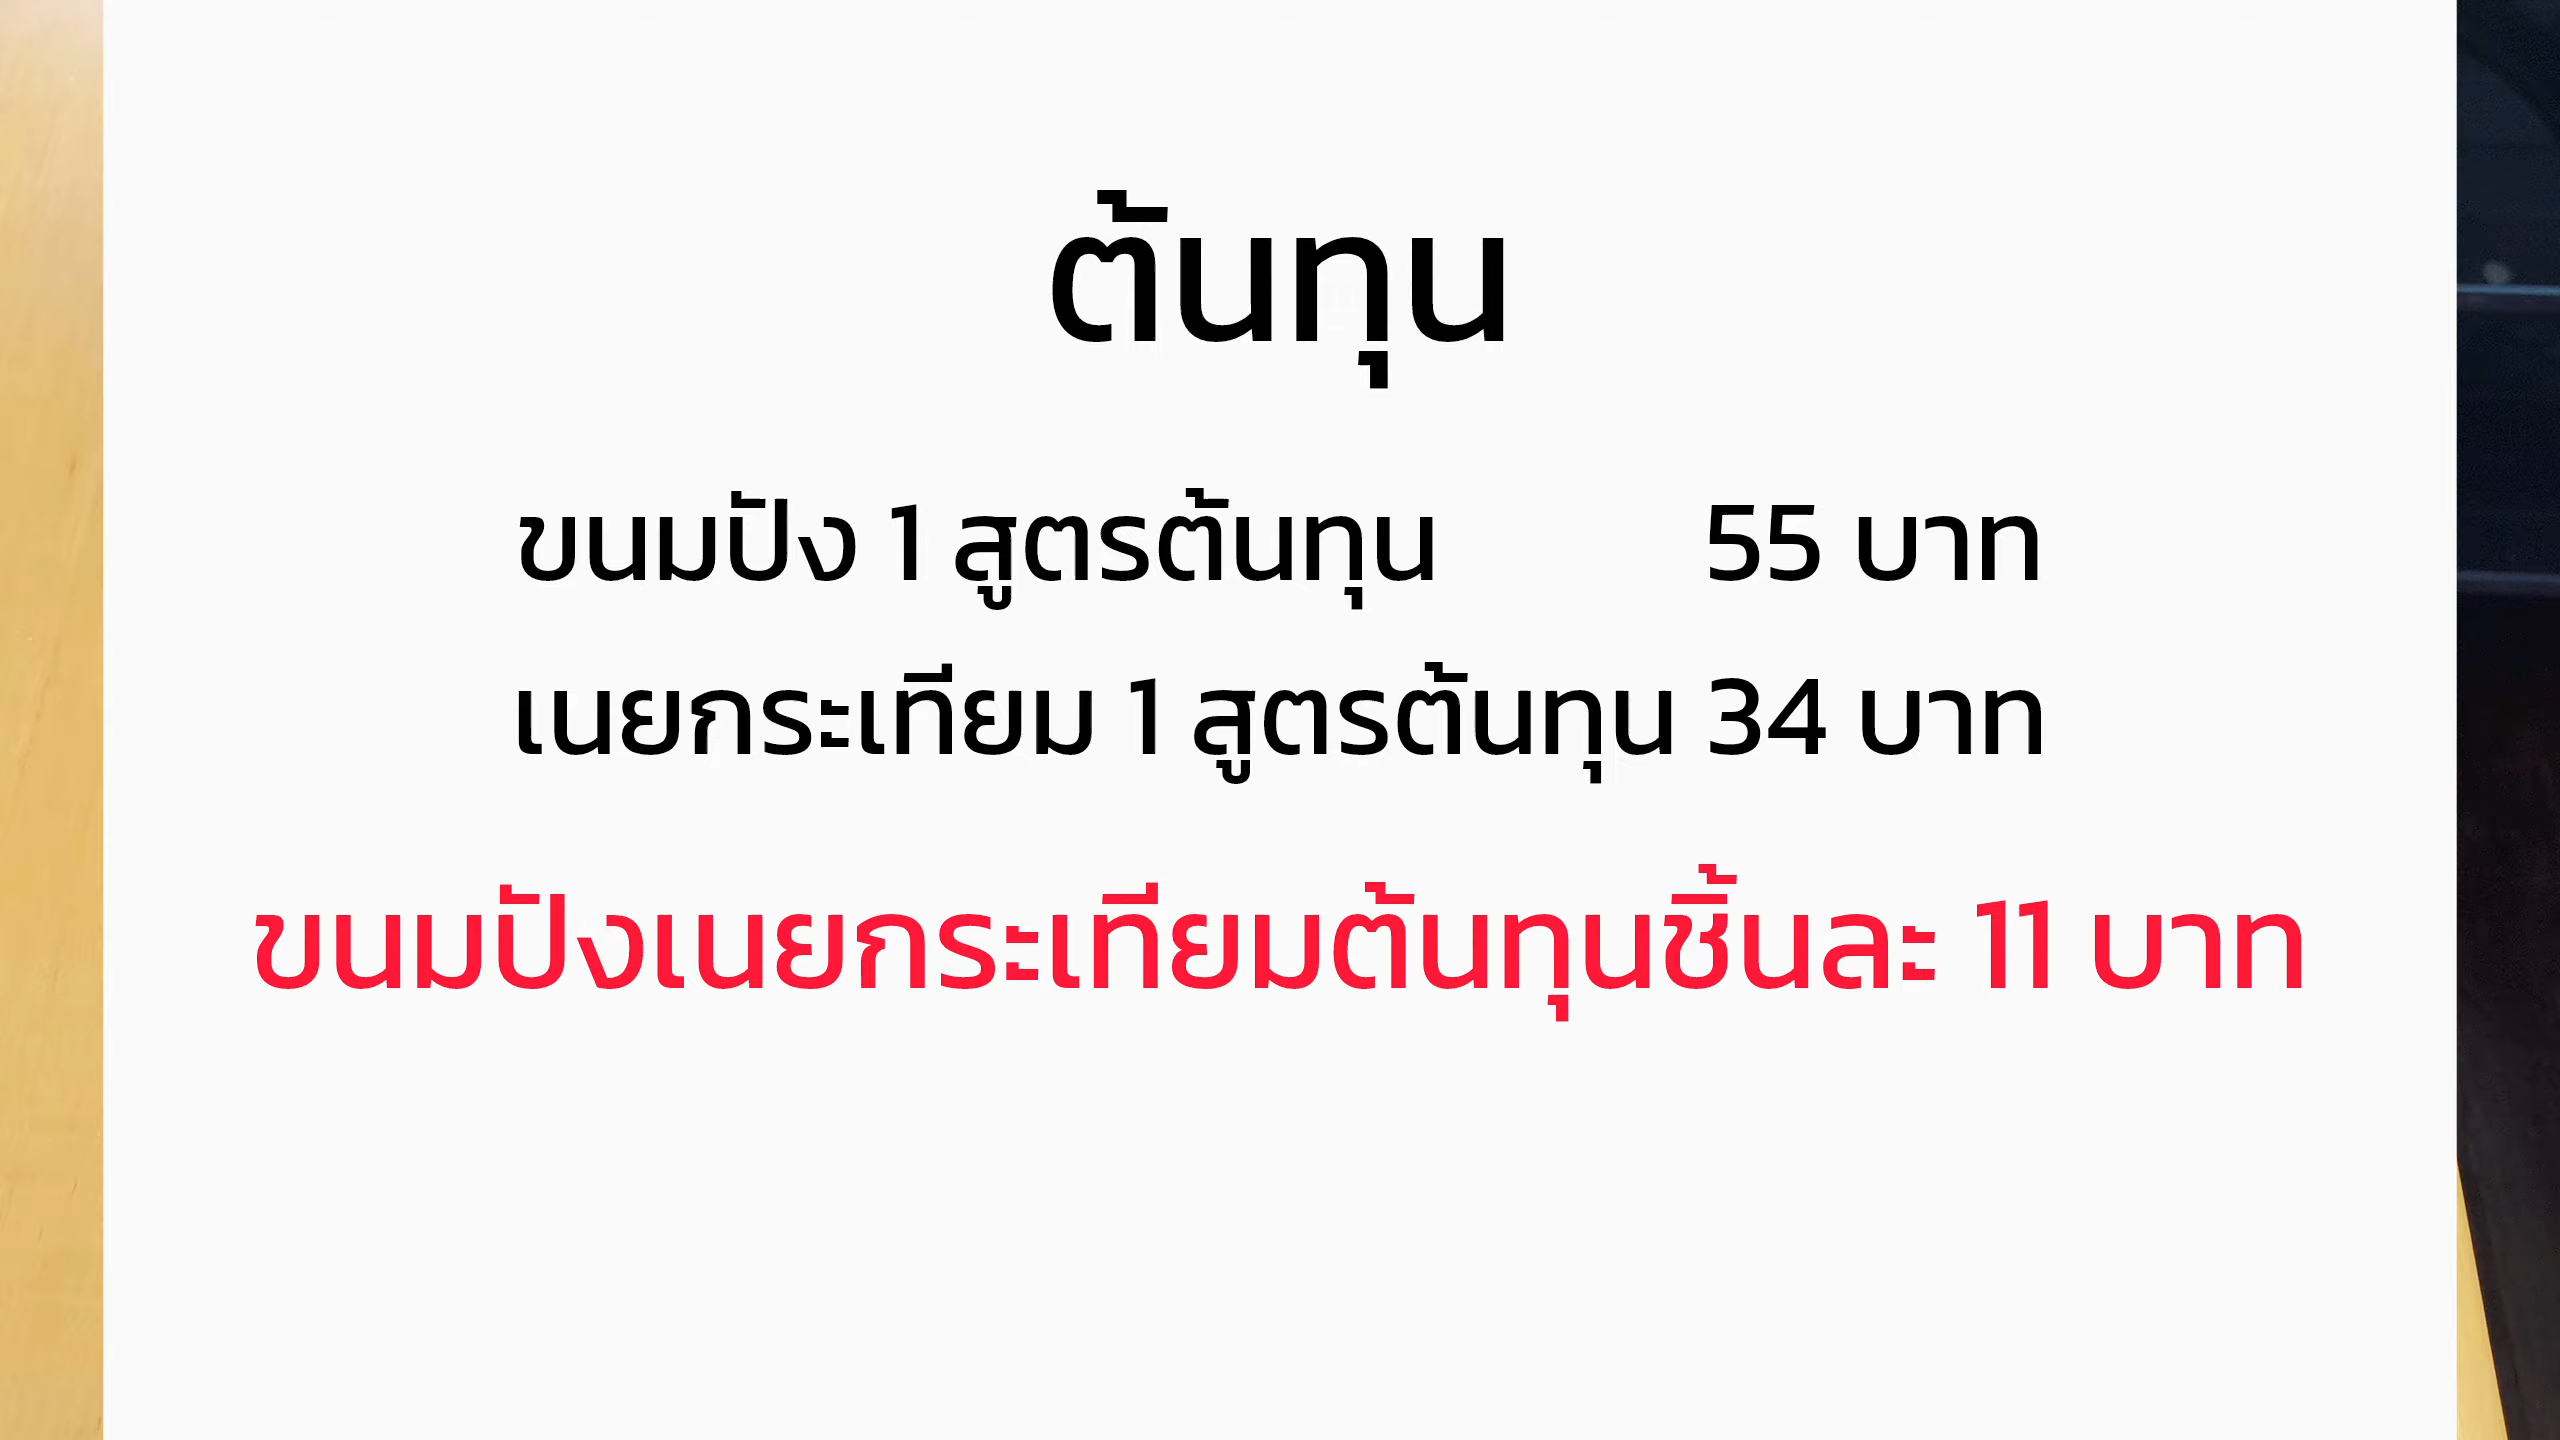 ต้นทุน
ขนมปัง 1 สูตรต้นทุน 55 บาท
เนยกระเทียม 1 สูตรต้นทุน 34 บาท
ขนมปังเนยกระเทียมต้นทุนชิ้นละ 11 บาท